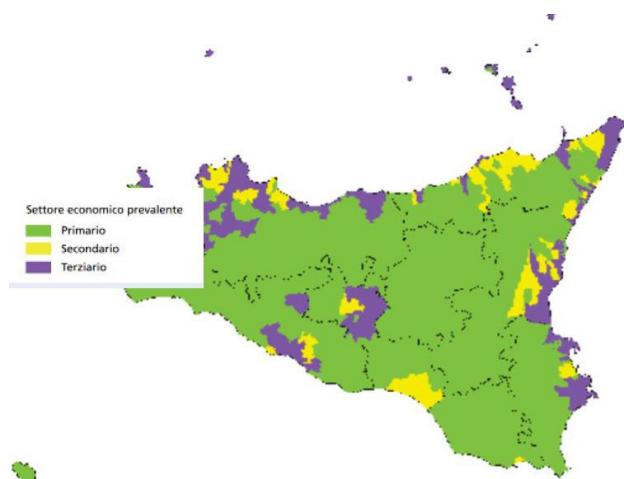 Settore economico prevalente
Primario
Secondario
Terziario